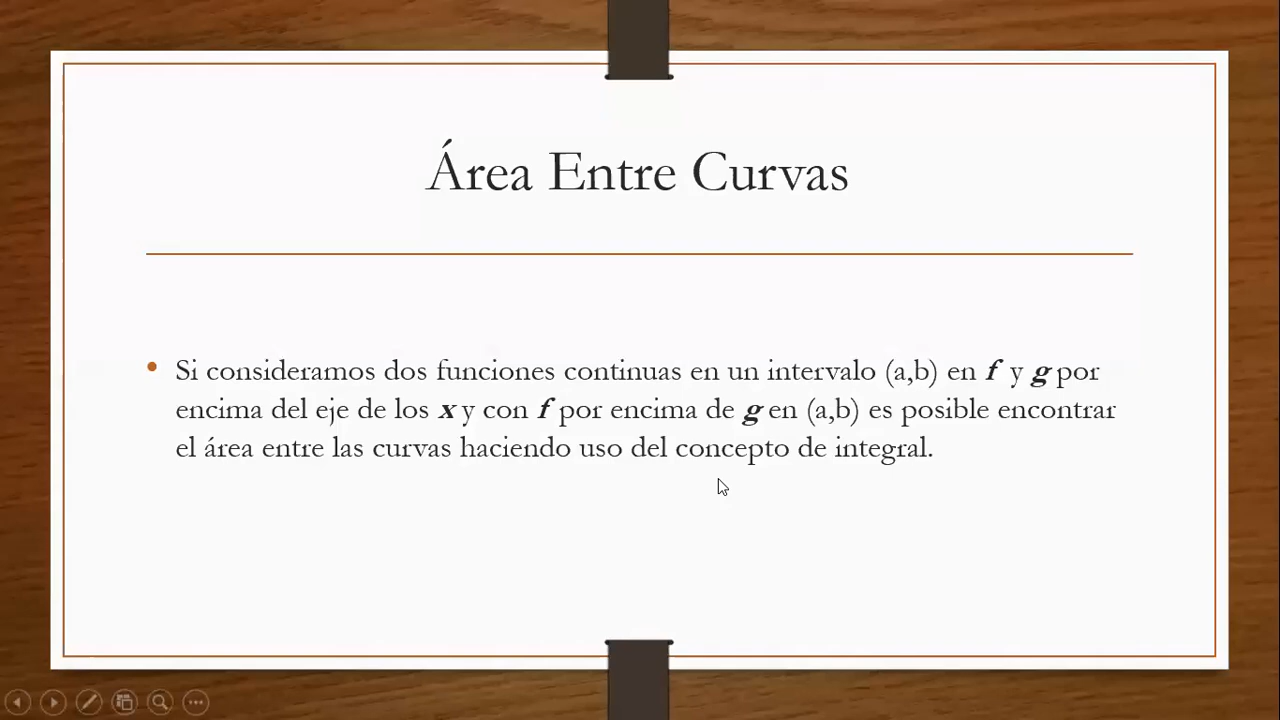 Área Entre Curvas
• Si consideramos dos funciones continuas en un intervalo (a,b) en f y g por
encima del eje de los x y con f por encima de g en (a,b) es posible encontrar
el área entre las curvas haciendo uso del concepto de integral.